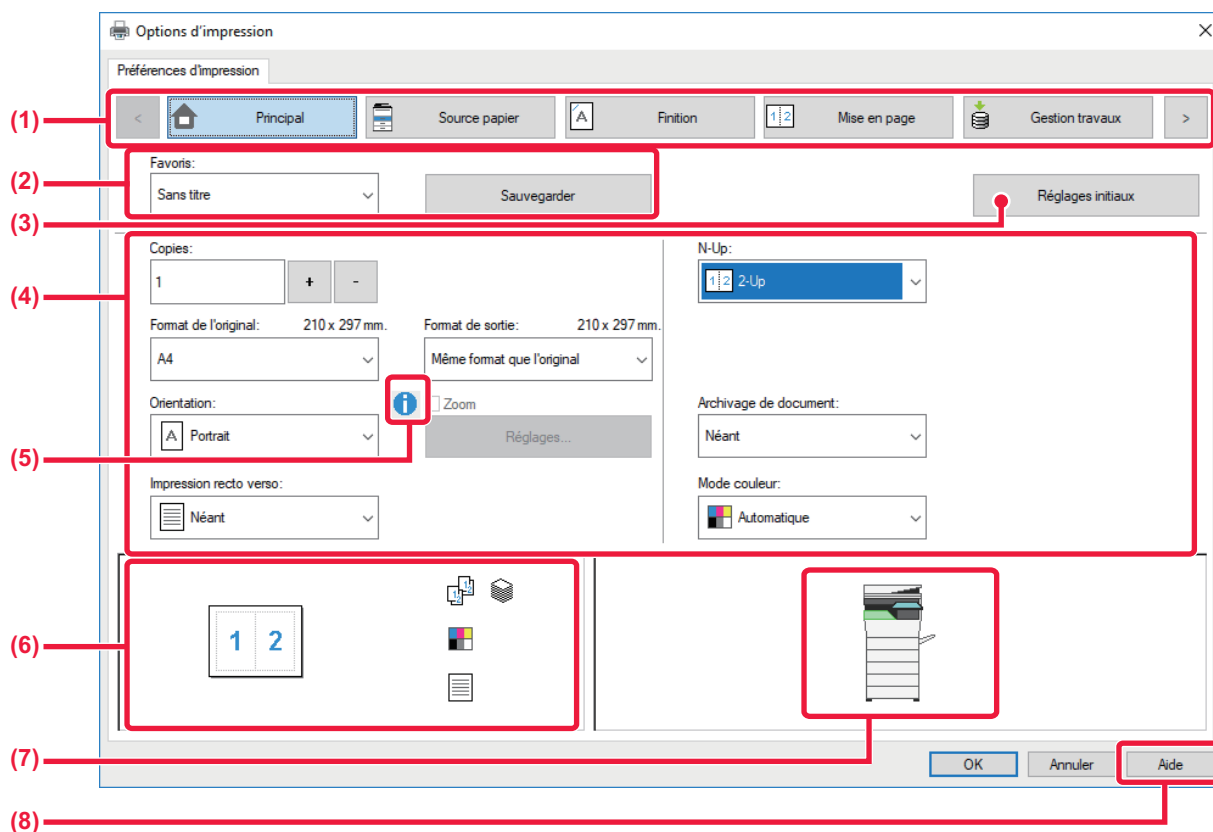 Options d'impression
Préférences d'impression
(1)
< Principal Source papier Finition Mise en page Gestion travaux >
(2)
Favoris:
Sans titre Sauvegarder Réglages initiaux
(3)
Copies: N-Up:
(4)
1 + - 2-Up
Format de l'original: 210 x 297 mm. Format de sortie: 210 x 297 mm.
A4 Même format que l'original
Orientation: Zoom Archivage de document:
Portrait Réglages... Néant
(5)
Impression recto verso: Mode couleur:
Néant Automatique
(6)
1 2
(7)
OK Annuler Aide
(8)